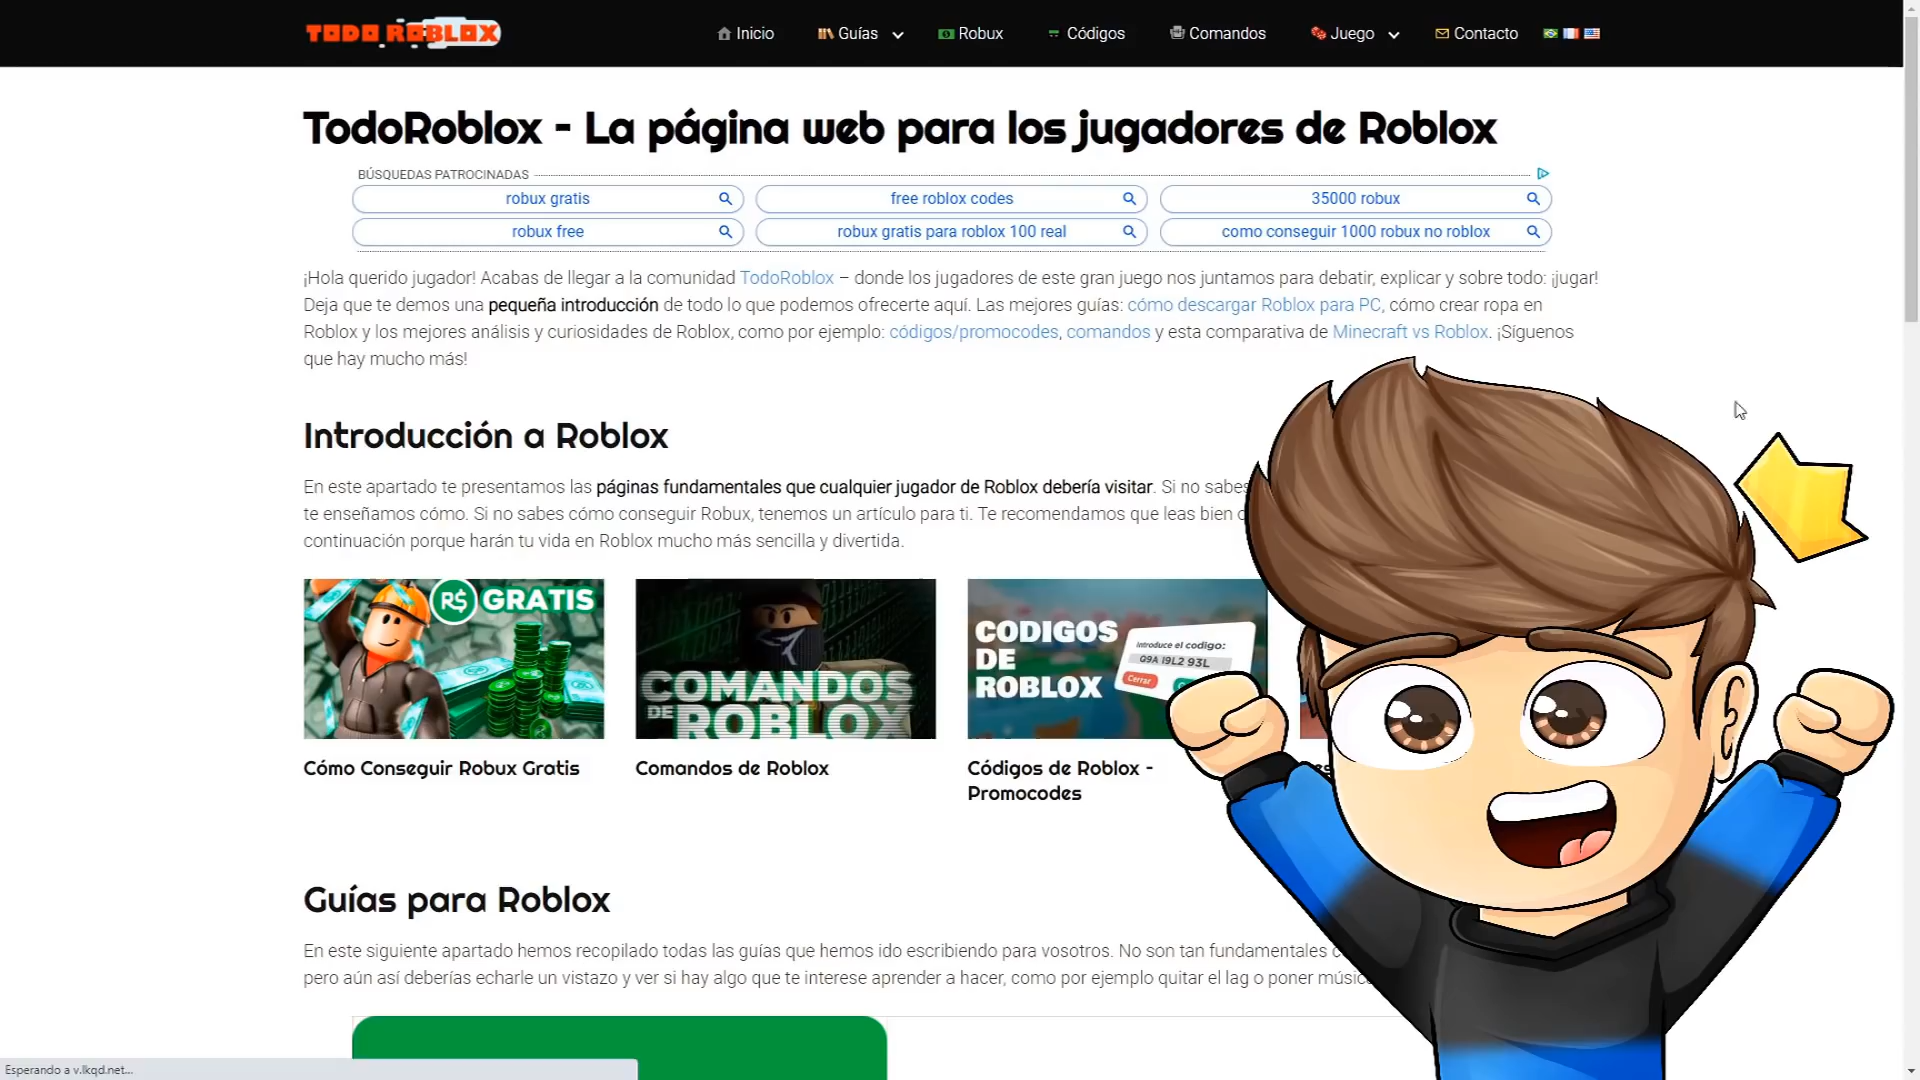 TODO ROBLOX
Inicio
Guías
Robux
Códigos
Comandos
Juego
Contacto
TodoRoblox - La página web para los jugadores de Roblox
BÚSQUEDAS PATROCINADAS
robux gratis
free roblox codes
35000 robux
robux free
robux gratis para roblox 100 real
como conseguir 1000 robux no roblox
¡Hola querido jugador! Acabas de llegar a la comunidad TodoRoblox – donde los jugadores de este gran juego nos juntamos para debatir, explicar y sobre todo: ¡jugar!
Deja que te demos una pequeña introducción de todo lo que podemos ofrecerte aquí. Las mejores guías: cómo descargar Roblox para PC, cómo crear ropa en
Roblox y los mejores análisis y curiosidades de Roblox, como por ejemplo: códigos/promocodes, comandos y esta comparativa de Minecraft vs Roblox. ¡Síguenos
que hay mucho más!
Introducción a Roblox
En este apartado te presentamos las páginas fundamentales que cualquier jugador de Roblox debería visitar. Si no sabes
te enseñamos cómo. Si no sabes cómo conseguir Robux, tenemos un artículo para ti. Te recomendamos que leas bien
continuación porque harán tu vida en Roblox mucho más sencilla y divertida.
R$ GRATIS
COMANDOS
DE ROBLOX
CODIGOS
DE
ROBLOX
Introduce el codigo:
Q9A I9L2 93L
Cerrar
Cómo Conseguir Robux Gratis
Comandos de Roblox
Códigos de Roblox -
Promocodes
Guías para Roblox
En este siguiente apartado hemos recopilado todas las guías que hemos ido escribiendo para vosotros. No son tan fundamentales
pero aún así deberías echarle un vistazo y ver si hay algo que te interese aprender a hacer, como por ejemplo quitar el lag o poner
Esperando a v.lkqd.net...